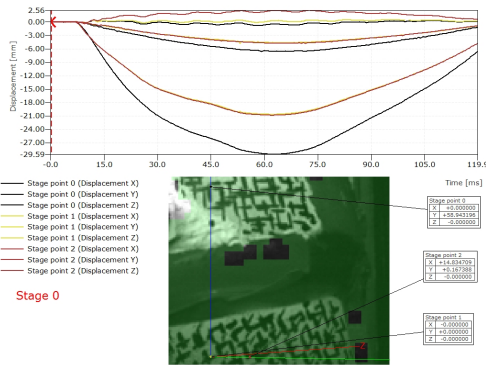 2.56
-0.00
-3.00
-6.00
-9.00
-12.00
-15.00
-18.00
-21.00
-24.00
-27.00
-29.59
Displacement [mm]
-0.0 15.0 30.0 45.0 60.0 75.0 90.0 105.0 119.9
Time [ms]
Stage point 0 (Displacement X)
Stage point 0 (Displacement Y)
Stage point 0 (Displacement Z)
Stage point 1 (Displacement X)
Stage point 1 (Displacement Y)
Stage point 1 (Displacement Z)
Stage point 2 (Displacement X)
Stage point 2 (Displacement Y)
Stage point 2 (Displacement Z)
Stage 0
Stage point 0
X +0.000000
Y +58.943196
Z -0.000000
Stage point 2
X +14.834709
Y +0.167388
Z -0.000000
Stage point 1
X -0.000000
Y +0.000000
Z -0.000000